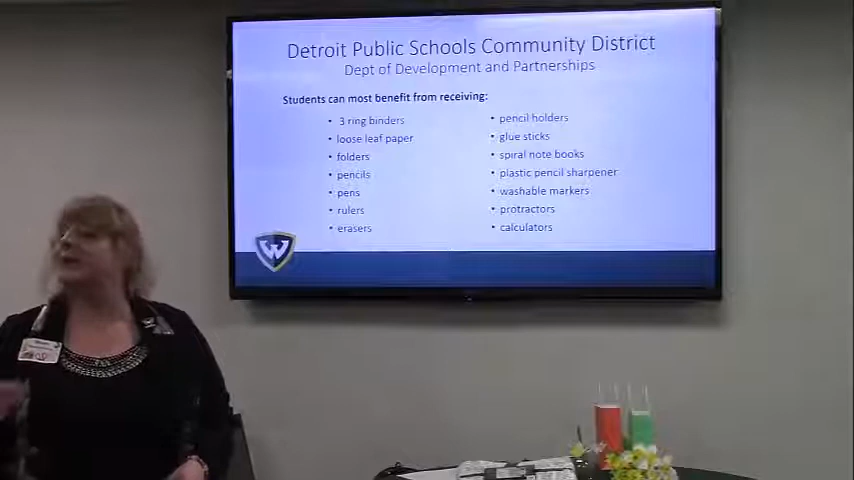 Detroit Public Schools Community District
Dept of Development and Partnerships
Students can most benefit from receiving:
• 3 ring binders
• loose leaf paper
• folders
• pencils
• pens
• rulers
• erasers
• pencil holders
• glue sticks
• spiral note books
• plastic pencil sharpener
• washable markers
• protractors
• calculators
W